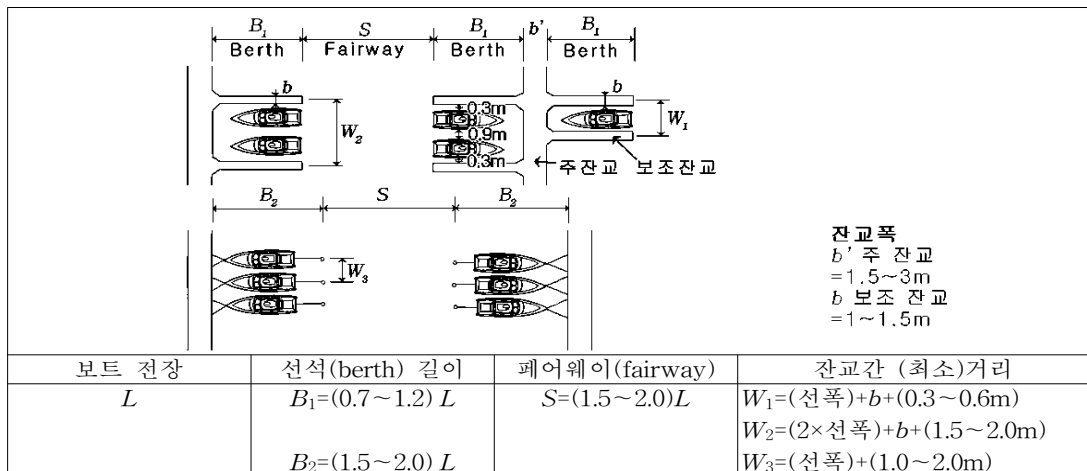 B₁ S B₁ b' B₁
Berth Fairway Berth Berth
b b
0.3m
W₂ 0.9m W₁
0.3m
주잔교 보조잔교
B₂ S B₂
W₃
잔교폭
b' 주 잔교
=1.5~3m
b 보조 잔교
=1~1.5m
보트 전장 선석(berth) 길이 페어웨이(fairway) 잔교간 (최소)거리
L B₁=(0.7~1.2) L S=(1.5~2.0)L W₁=(선폭)+b+(0.3~0.6m)
W₂=(2×선폭)+b+(1.5~2.0m)
B₂=(1.5~2.0) L W₃=(선폭)+(1.0~2.0m)